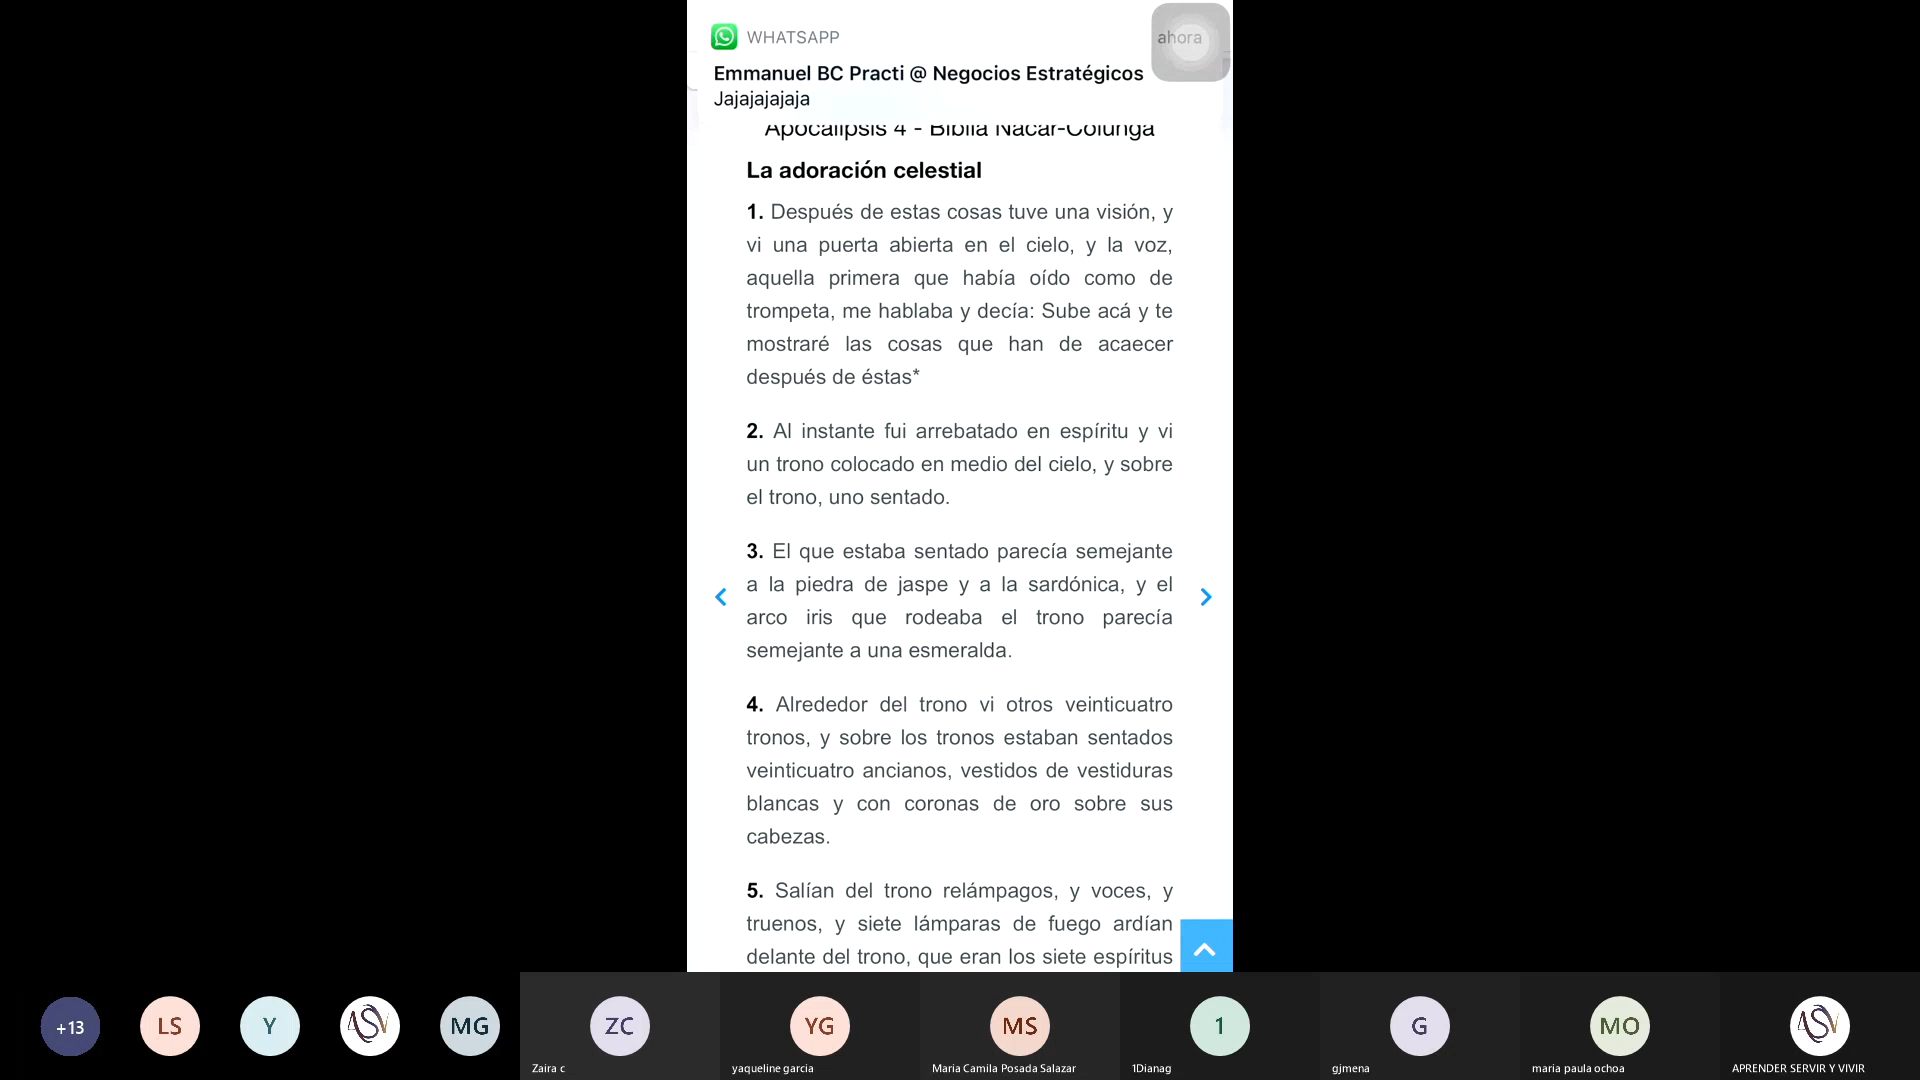 WHATSAPP
ahora
Emmanuel BC Practi @ Negocios Estratégicos
Jajajajajaja
Apocalipsis 4 - Biblia Nácar-Colunga
La adoración celestial
1. Después de estas cosas tuve una visión, y
vi una puerta abierta en el cielo, y la voz,
aquella primera que había oído como de
trompeta, me hablaba y decía: Sube acá y te
mostraré las cosas que han de acaecer
después de éstas*
2. Al instante fui arrebatado en espíritu y vi
un trono colocado en medio del cielo, y sobre
el trono, uno sentado.
3. El que estaba sentado parecía semejante
a la piedra de jaspe y a la sardónica, y el
arco iris que rodeaba el trono parecía
semejante a una esmeralda.
4. Alrededor del trono vi otros veinticuatro
tronos, y sobre los tronos estaban sentados
veinticuatro ancianos, vestidos de vestiduras
blancas y con coronas de oro sobre sus
cabezas.
5. Salían del trono relámpagos, y voces, y
truenos, y siete lámparas de fuego ardían
delante del trono, que eran los siete espíritus
+13
LS
Y
ASV
MG
ZC
YG
MS
1
G
MO
ASV
Zaira c
yaqueline garcia
Maria Camila Posada Salazar
1Dianag
gjmena
maria paula ochoa
APRENDER SERVIR Y VIVIR